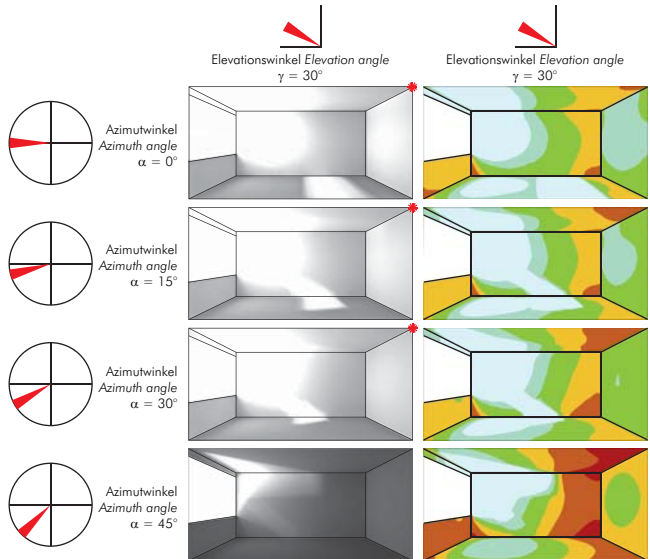 Elevationswinkel Elevation angle
γ = 30°
Elevationswinkel Elevation angle
γ = 30°
Azimutwinkel
Azimuth angle
α = 0°
Azimutwinkel
Azimuth angle
α = 15°
Azimutwinkel
Azimuth angle
α = 30°
Azimutwinkel
Azimuth angle
α = 45°